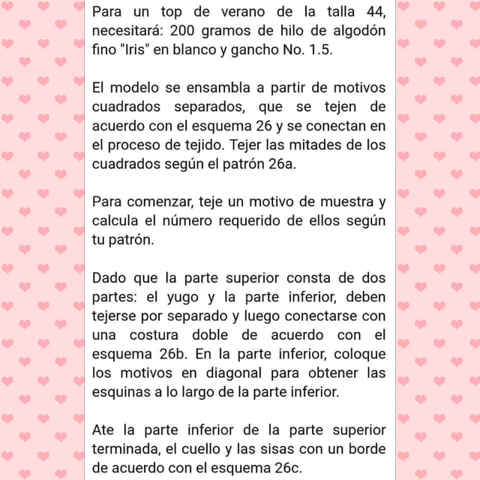 Para un top de verano de la talla 44,
necesitará: 200 gramos de hilo de algodón
fino "Iris" en blanco y gancho No. 1.5.
El modelo se ensambla a partir de motivos
cuadrados separados, que se tejen de
acuerdo con el esquema 26 y se conectan en
el proceso de tejido. Tejer las mitades de los
cuadrados según el patrón 26a.
Para comenzar, teje un motivo de muestra y
calcula el número requerido de ellos según
tu patrón.
Dado que la parte superior consta de dos
partes: el yugo y la parte inferior, deben
tejerse por separado y luego conectarse con
una costura doble de acuerdo con el
esquema 26b. En la parte inferior, coloque
los motivos en diagonal para obtener las
esquinas a lo largo de la parte inferior.
Ate la parte inferior de la parte superior
terminada, el cuello y las sisas con un borde
de acuerdo con el esquema 26c.